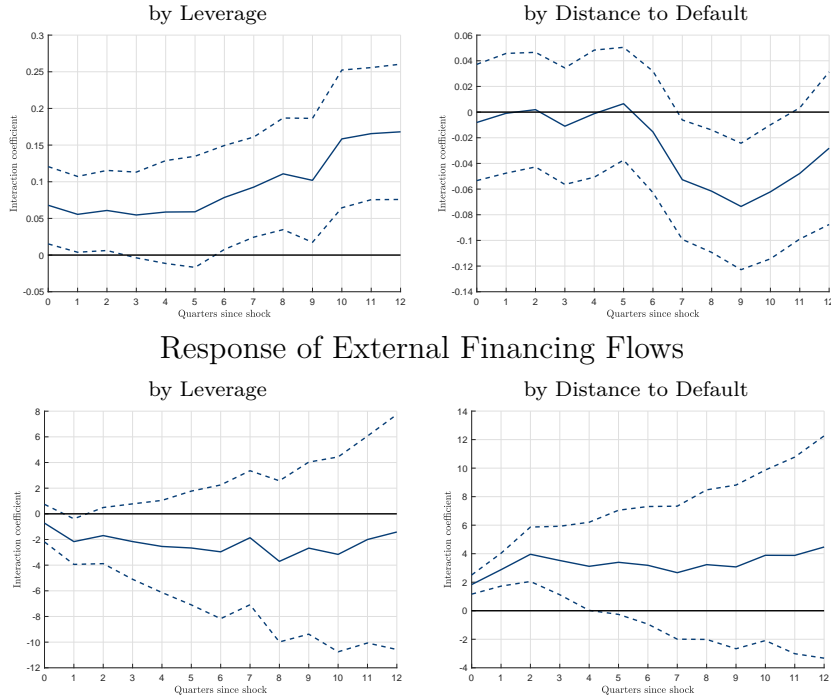 by Leverage
by Distance to Default
Interaction coefficient
0.3
0.25
0.2
0.15
0.1
0.05
0
-0.05
0 1 2 3 4 5 6 7 8 9 10 11 12
Quarters since shock
Interaction coefficient
0.06
0.04
0.02
0
-0.02
-0.04
-0.06
-0.08
-0.1
-0.12
-0.14
0 1 2 3 4 5 6 7 8 9 10 11 12
Quarters since shock
Response of External Financing Flows
by Leverage
by Distance to Default
Interaction coefficient
8
6
4
2
0
-2
-4
-6
-8
-10
-12
0 1 2 3 4 5 6 7 8 9 10 11 12
Quarters since shock
Interaction coefficient
14
12
10
8
6
4
2
0
-2
-4
0 1 2 3 4 5 6 7 8 9 10 11 12
Quarters since shock